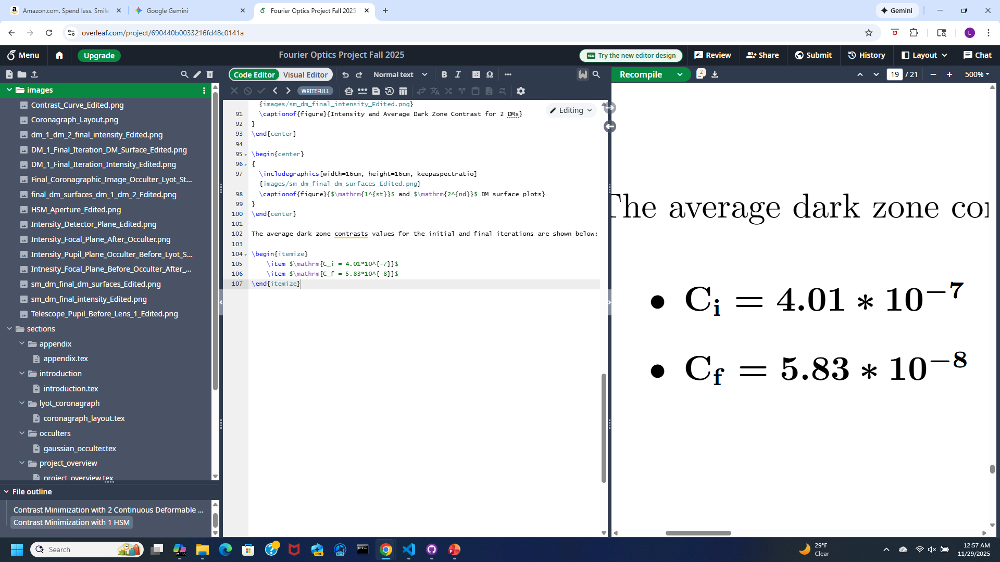 Amazon.com. Spend less. Smile
Google Gemini
Fourier Optics Project Fall 2025
Gemini
overleaf.com/project/690440b0033216fd48c0141a
L
Menu
Upgrade
Fourier Optics Project Fall 2025
NEW Try the new editor design
Review
Share
Submit
History
Layout
Chat
Code Editor
Visual Editor
Normal text
B I Ω
Recompile
2
19 / 21
500%
WRITEFULL
images
Contrast_Curve_Edited.png
Coronagraph_Layout.png
dm_1_dm_2_final_intensity_Edited.png
DM_1_Final_Iteration_DM_Surface_Edited.png
DM_1_Final_Iteration_Intensity_Edited.png
Final_Coronagraphic_Image_Occulter_Lyot_St...
final_dm_surfaces_dm_1_dm_2_Edited.png
HSM_Aperture_Edited.png
Intensity_Detector_Plane_Edited.png
Intensity_Focal_Plane_After_Occulter.png
Intensity_Pupil_Plane_Occulter_Before_Lyot_S...
Intnesity_Focal_Plane_Before_Occulter_After_...
sm_dm_final_dm_surfaces_Edited.png
sm_dm_final_intensity_Edited.png
Telescope_Pupil_Before_Lens_1_Edited.png
sections
appendix
appendix.tex
introduction
introduction.tex
lyot_coronagraph
coronagraph_layout.tex
occulters
gaussian_occulter.tex
project_overview
project_overview.tex
File outline
Contrast Minimization with 2 Continuous Deformable ...
Contrast Minimization with 1 HSM
Editing
{images/sm_dm_final_intensity_Edited.png}
91 \captionof{figure}{Intensity and Average Dark Zone Contrast for 2 DMs}
92 }
93 \end{center}
94
95 \begin{center}
96 {
97 \includegraphics[width=16cm, height=16cm, keepaspectratio]
{images/sm_dm_final_dm_surfaces_Edited.png}
98 \captionof{figure}{$\mathrm{1^{st}}$ and $\mathrm{2^{nd}}$ DM surface plots}
99 }
100 \end{center}
101
102 The average dark zone contrasts values for the initial and final iterations are shown below:
103
104 \begin{itemize}
105 \item $\mathrm{C_i = 4.01*10^{-7}}$
106 \item $\mathrm{C_f = 5.83*10^{-8}}$
107 \end{itemize}
The average dark zone con
• C_i = 4.01 * 10^{-7}
• C_f = 5.83 * 10^{-8}
Search
M365
PRE
BETA
29°F
Clear
12:57 AM
11/29/2025